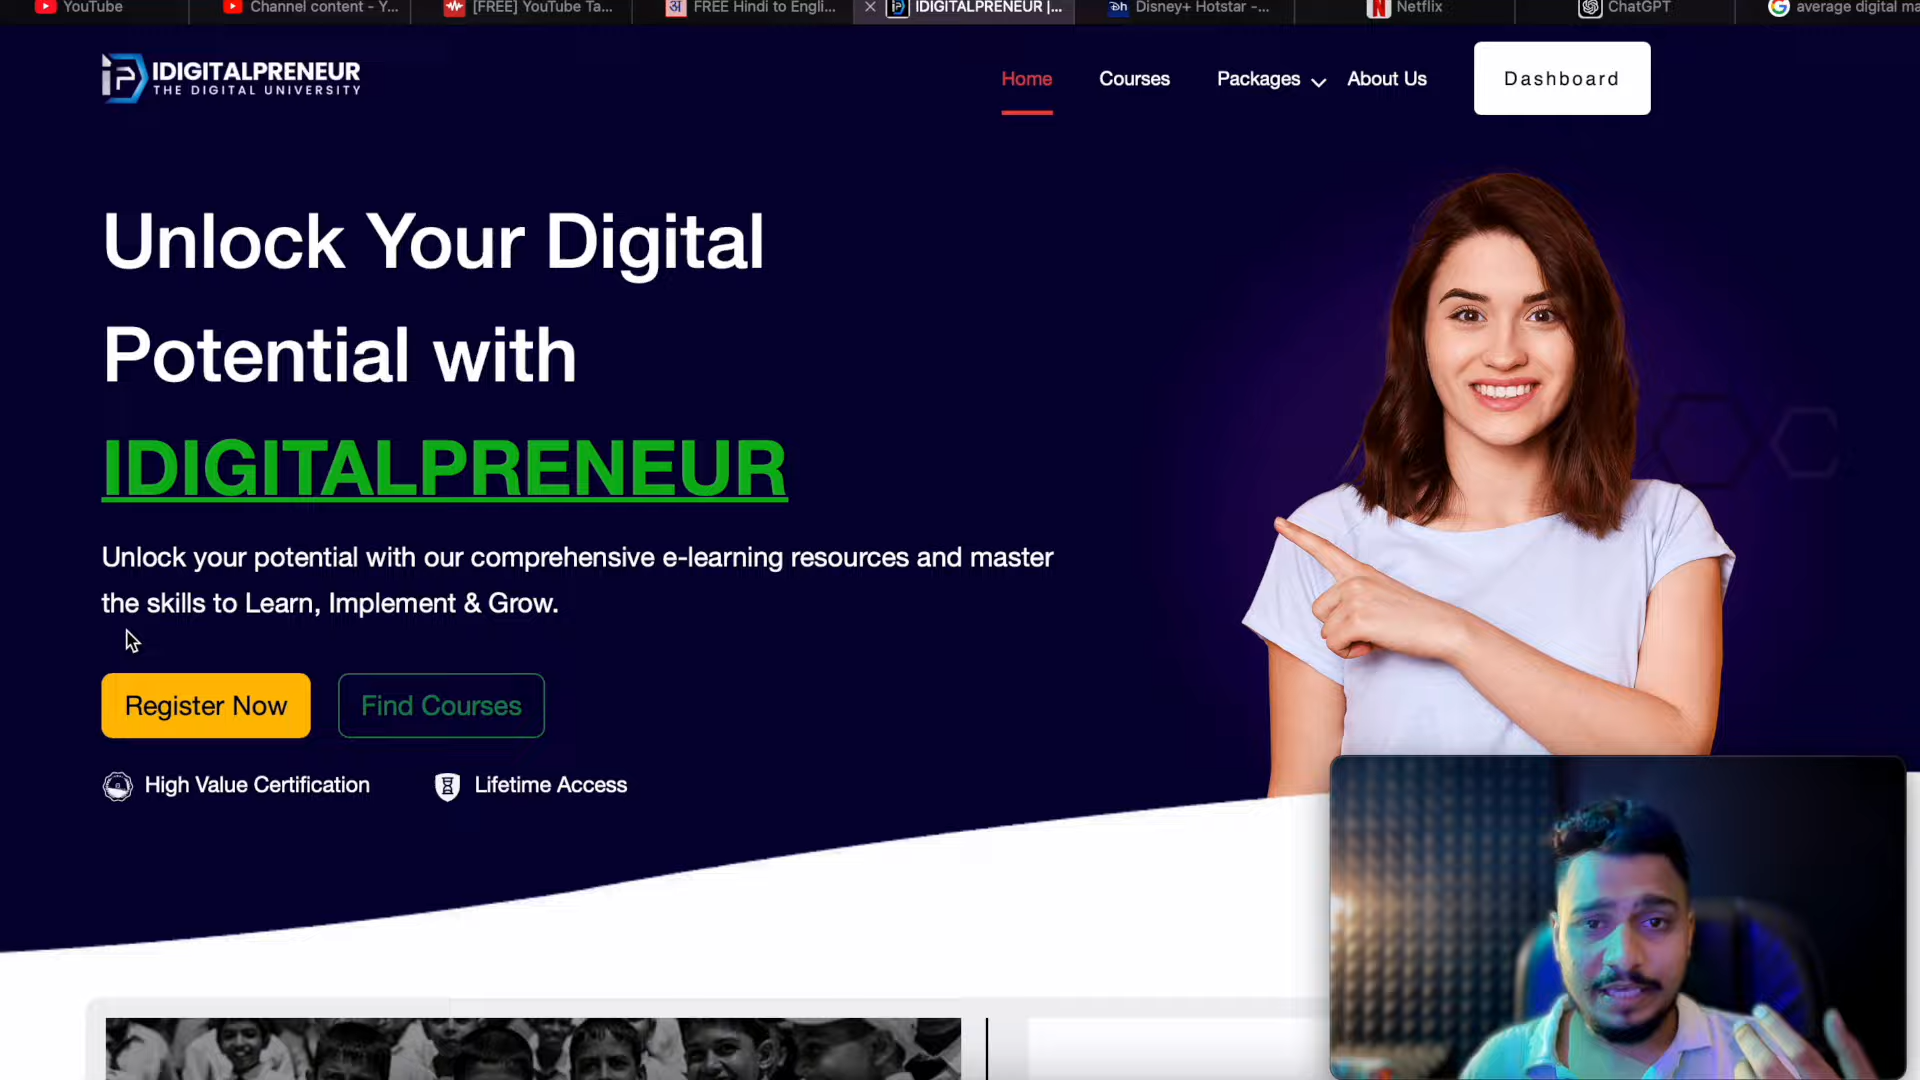 YouTube
Channel content - Y...
[FREE] YouTube Ta...
FREE Hindi to Engli...
IDIGITALPRENEUR |...
Disney+ Hotstar -...
Netflix
ChatGPT
average digital ma
IDIGITALPRENEUR
THE DIGITAL UNIVERSITY
Home
Courses
Packages
About Us
Dashboard
Unlock Your Digital
Potential with
IDIGITALPRENEUR
Unlock your potential with our comprehensive e-learning resources and master
the skills to Learn, Implement & Grow.
Register Now
Find Courses
High Value Certification
Lifetime Access